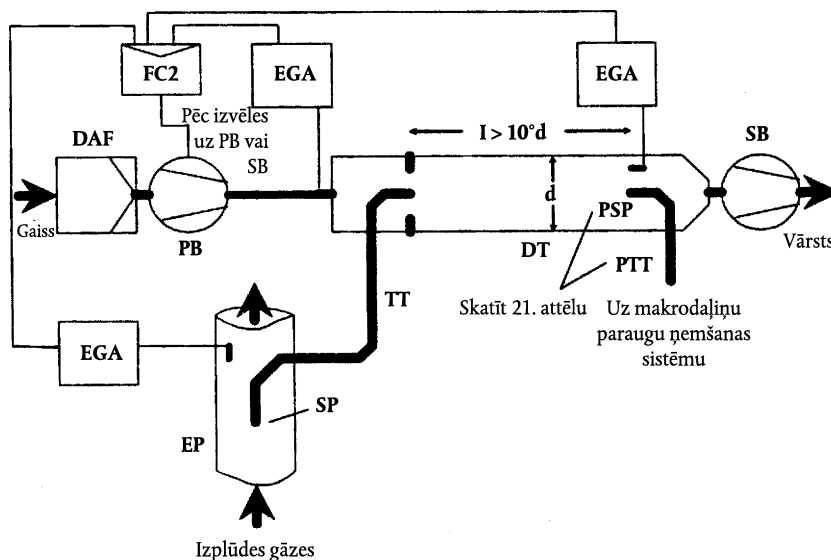 FC2
EGA
EGA
Pēc izvēles
uz PB vai
SB
DAF
l > 10°d
SB
Gaiss
PB
d
PSP
DT
PTT
Vārsts
TT
Skatīt 21. attēlu
Uz makrodaļiņu
paraugu ņemšanas
sistēmu
EGA
SP
EP
Izplūdes gāzes